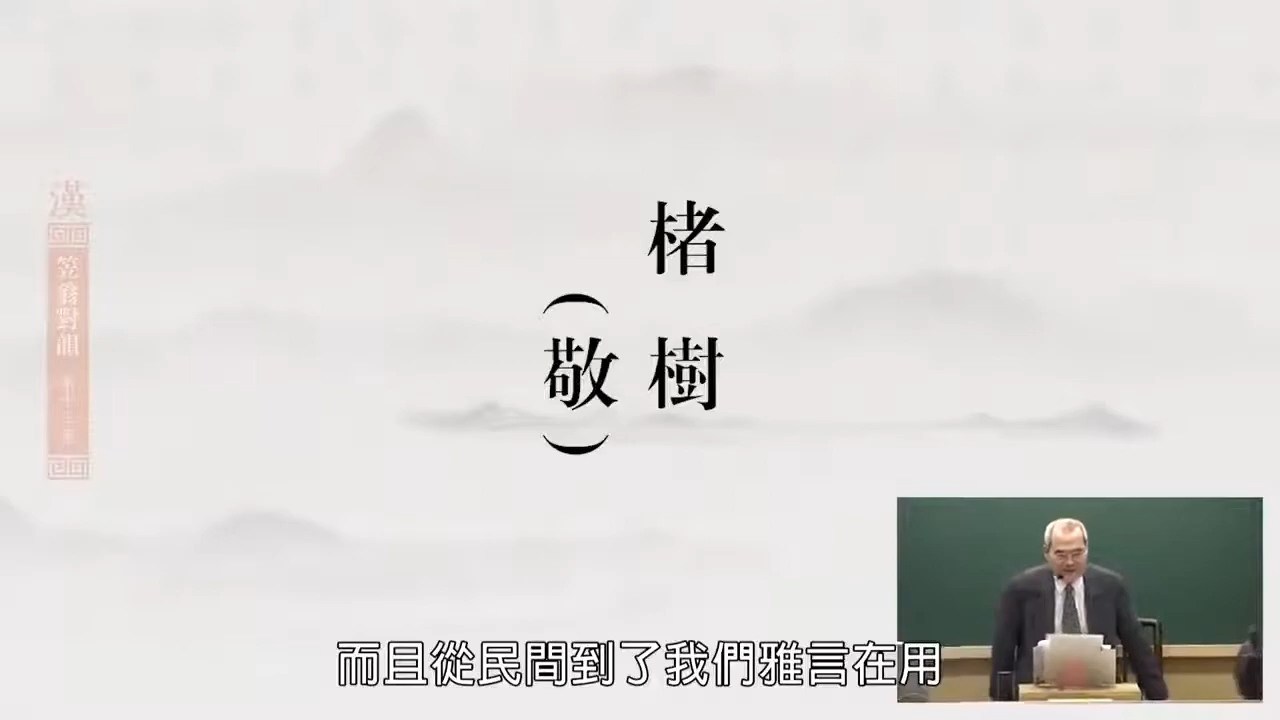 漢
笠翁對韻
楮樹
(敬)
而且從民間到了我們雅言在用